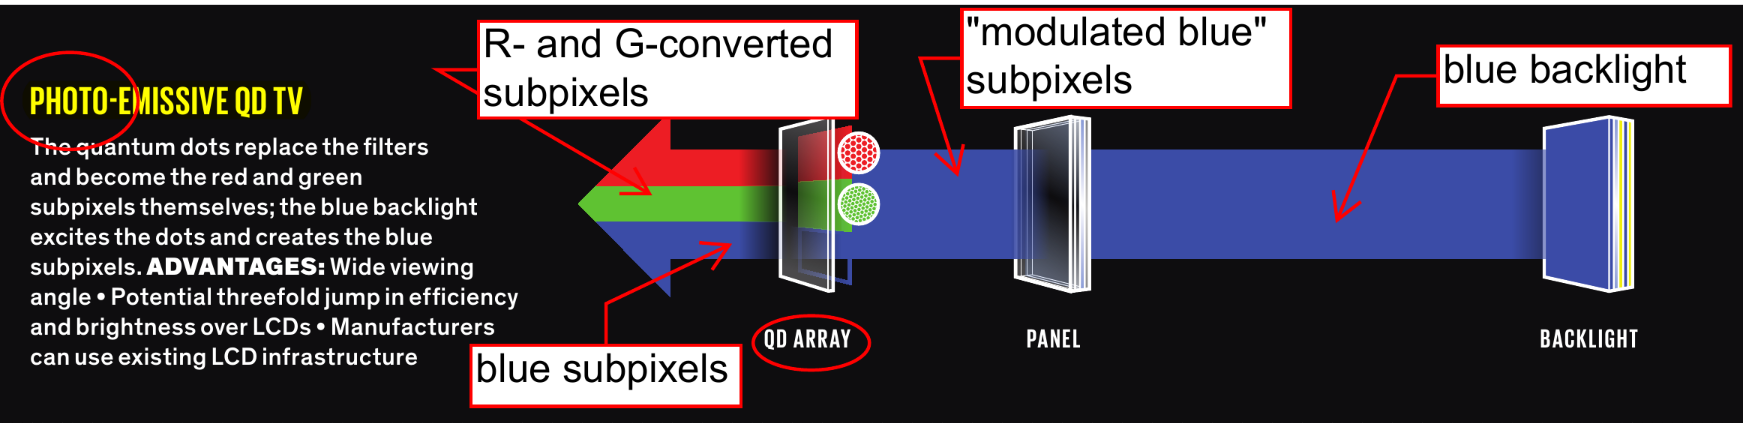 R- and G-converted
subpixels
"modulated blue"
subpixels
blue backlight
PHOTO-EMISSIVE QD TV
The quantum dots replace the filters
and become the red and green
subpixels themselves; the blue backlight
excites the dots and creates the blue
subpixels. ADVANTAGES: Wide viewing
angle • Potential threefold jump in efficiency
and brightness over LCDs • Manufacturers
can use existing LCD infrastructure
QD ARRAY
PANEL
BACKLIGHT
blue subpixels